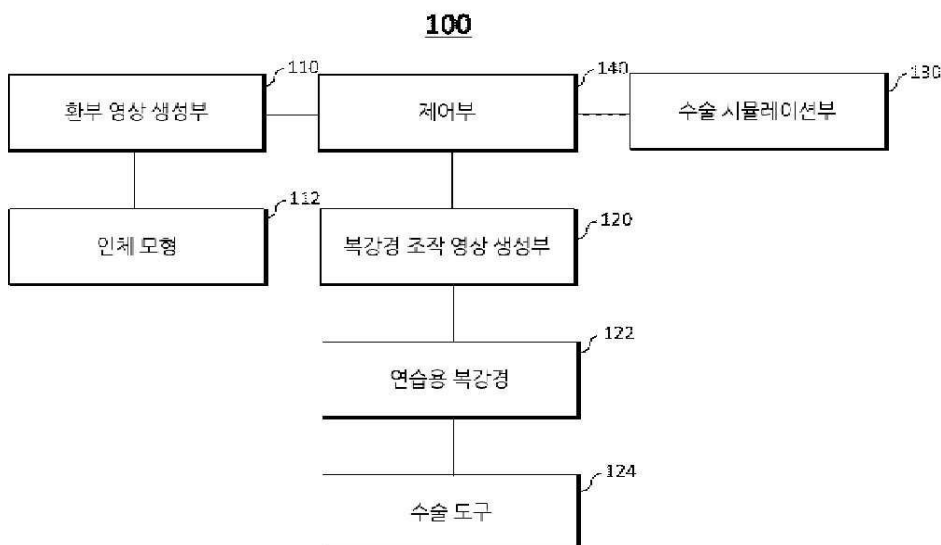 100
110
140
130
환부 영상 생성부
제어부
수술 시뮬레이션부
112
120
인체 모형
복강경 조작 영상 생성부
122
연습용 복강경
124
수술 도구